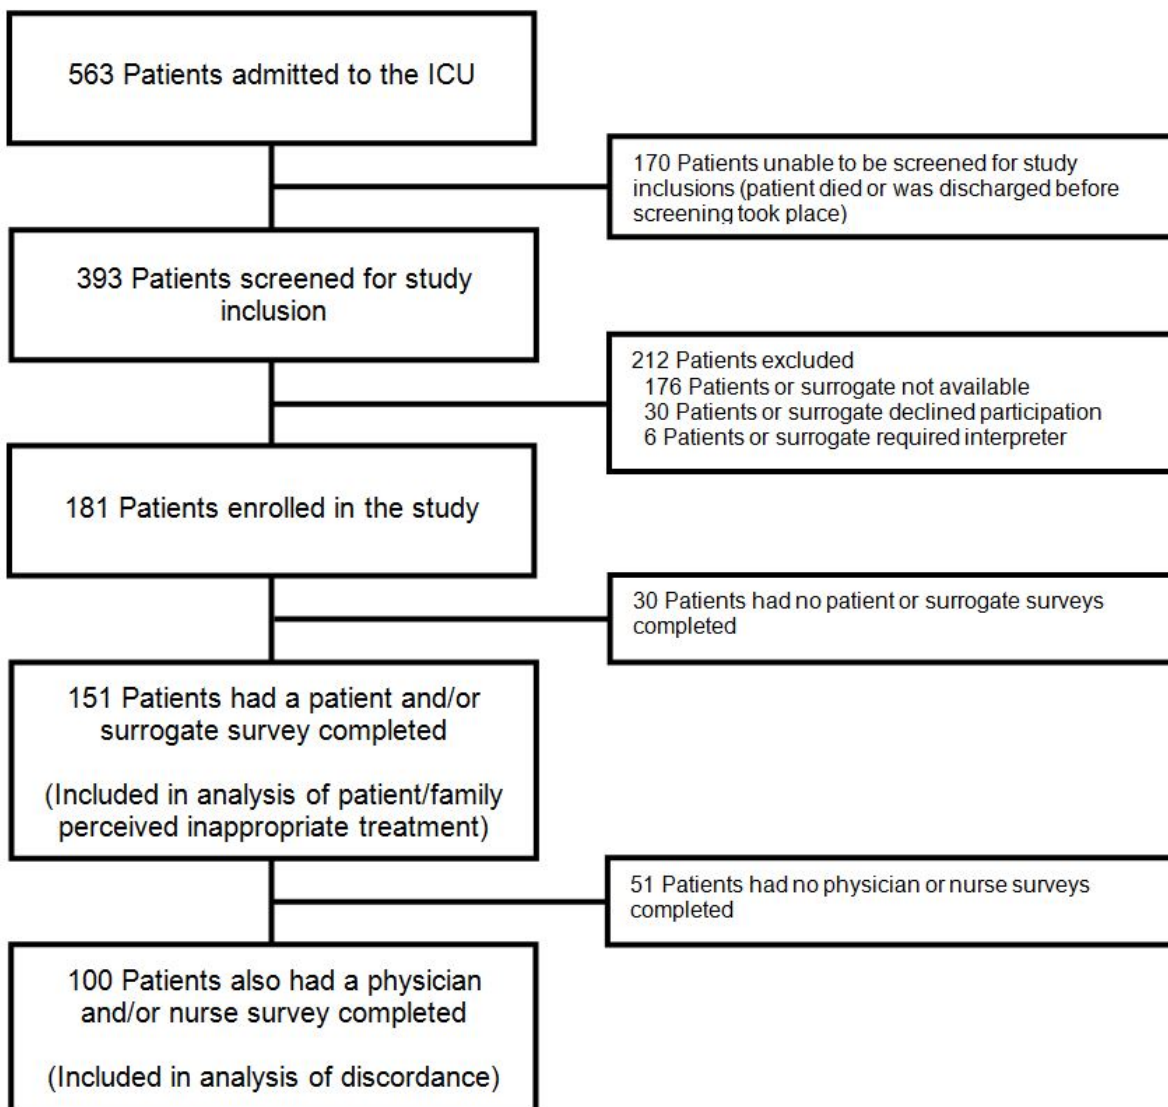 563 Patients admitted to the ICU
170 Patients unable to be screened for study
inclusions (patient died or was discharged before
screening took place)
393 Patients screened for study
inclusion
212 Patients excluded
176 Patients or surrogate not available
30 Patients or surrogate declined participation
6 Patients or surrogate required interpreter
181 Patients enrolled in the study
30 Patients had no patient or surrogate surveys
completed
151 Patients had a patient and/or
surrogate survey completed
(Included in analysis of patient/family
perceived inappropriate treatment)
51 Patients had no physician or nurse surveys
completed
100 Patients also had a physician
and/or nurse survey completed
(Included in analysis of discordance)